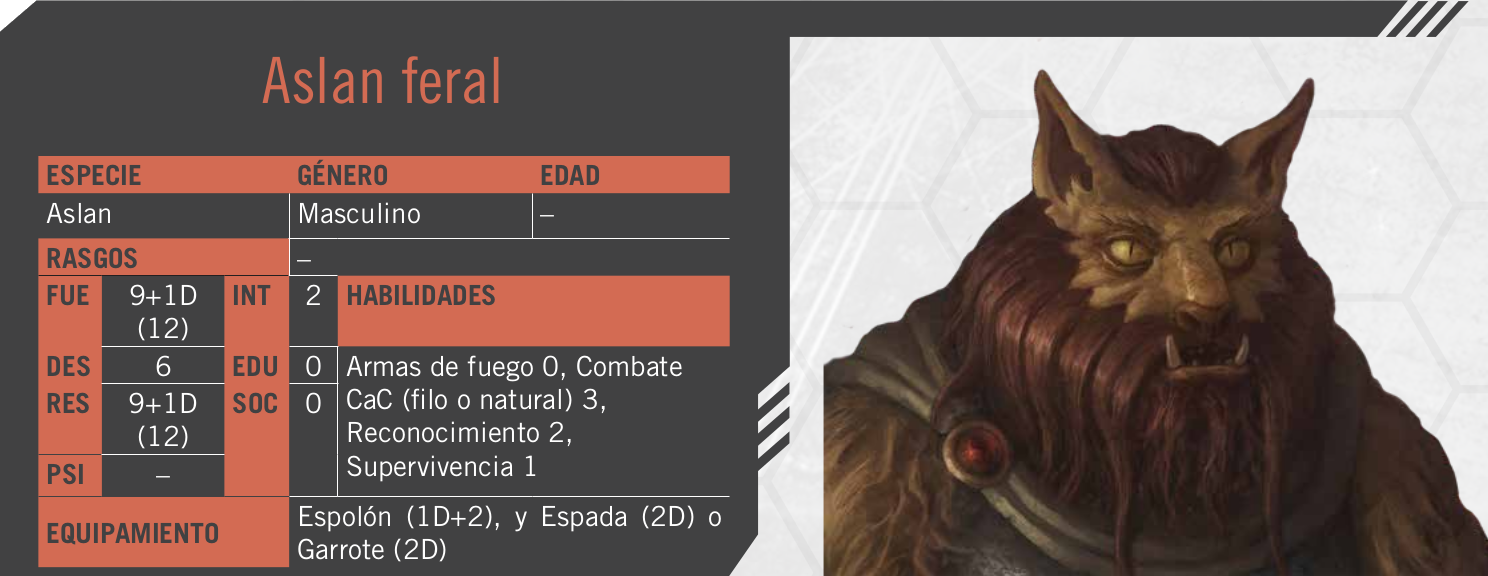 Aslan feral
ESPECIE GÉNERO EDAD
Aslan Masculino –
RASGOS –
FUE 9+1D (12) INT 2 HABILIDADES
DES 6 EDU 0 Armas de fuego 0, Combate
RES 9+1D (12) SOC 0 CaC (filo o natural) 3,
Reconocimiento 2,
Supervivencia 1
PSI –
EQUIPAMIENTO Espolón (1D+2), y Espada (2D) o
Garrote (2D)